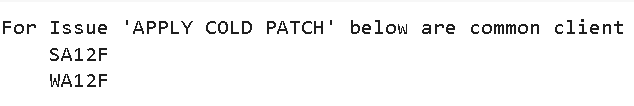 For Issue 'APPLY COLD PATCH' below are common client
SA12F
WA12F